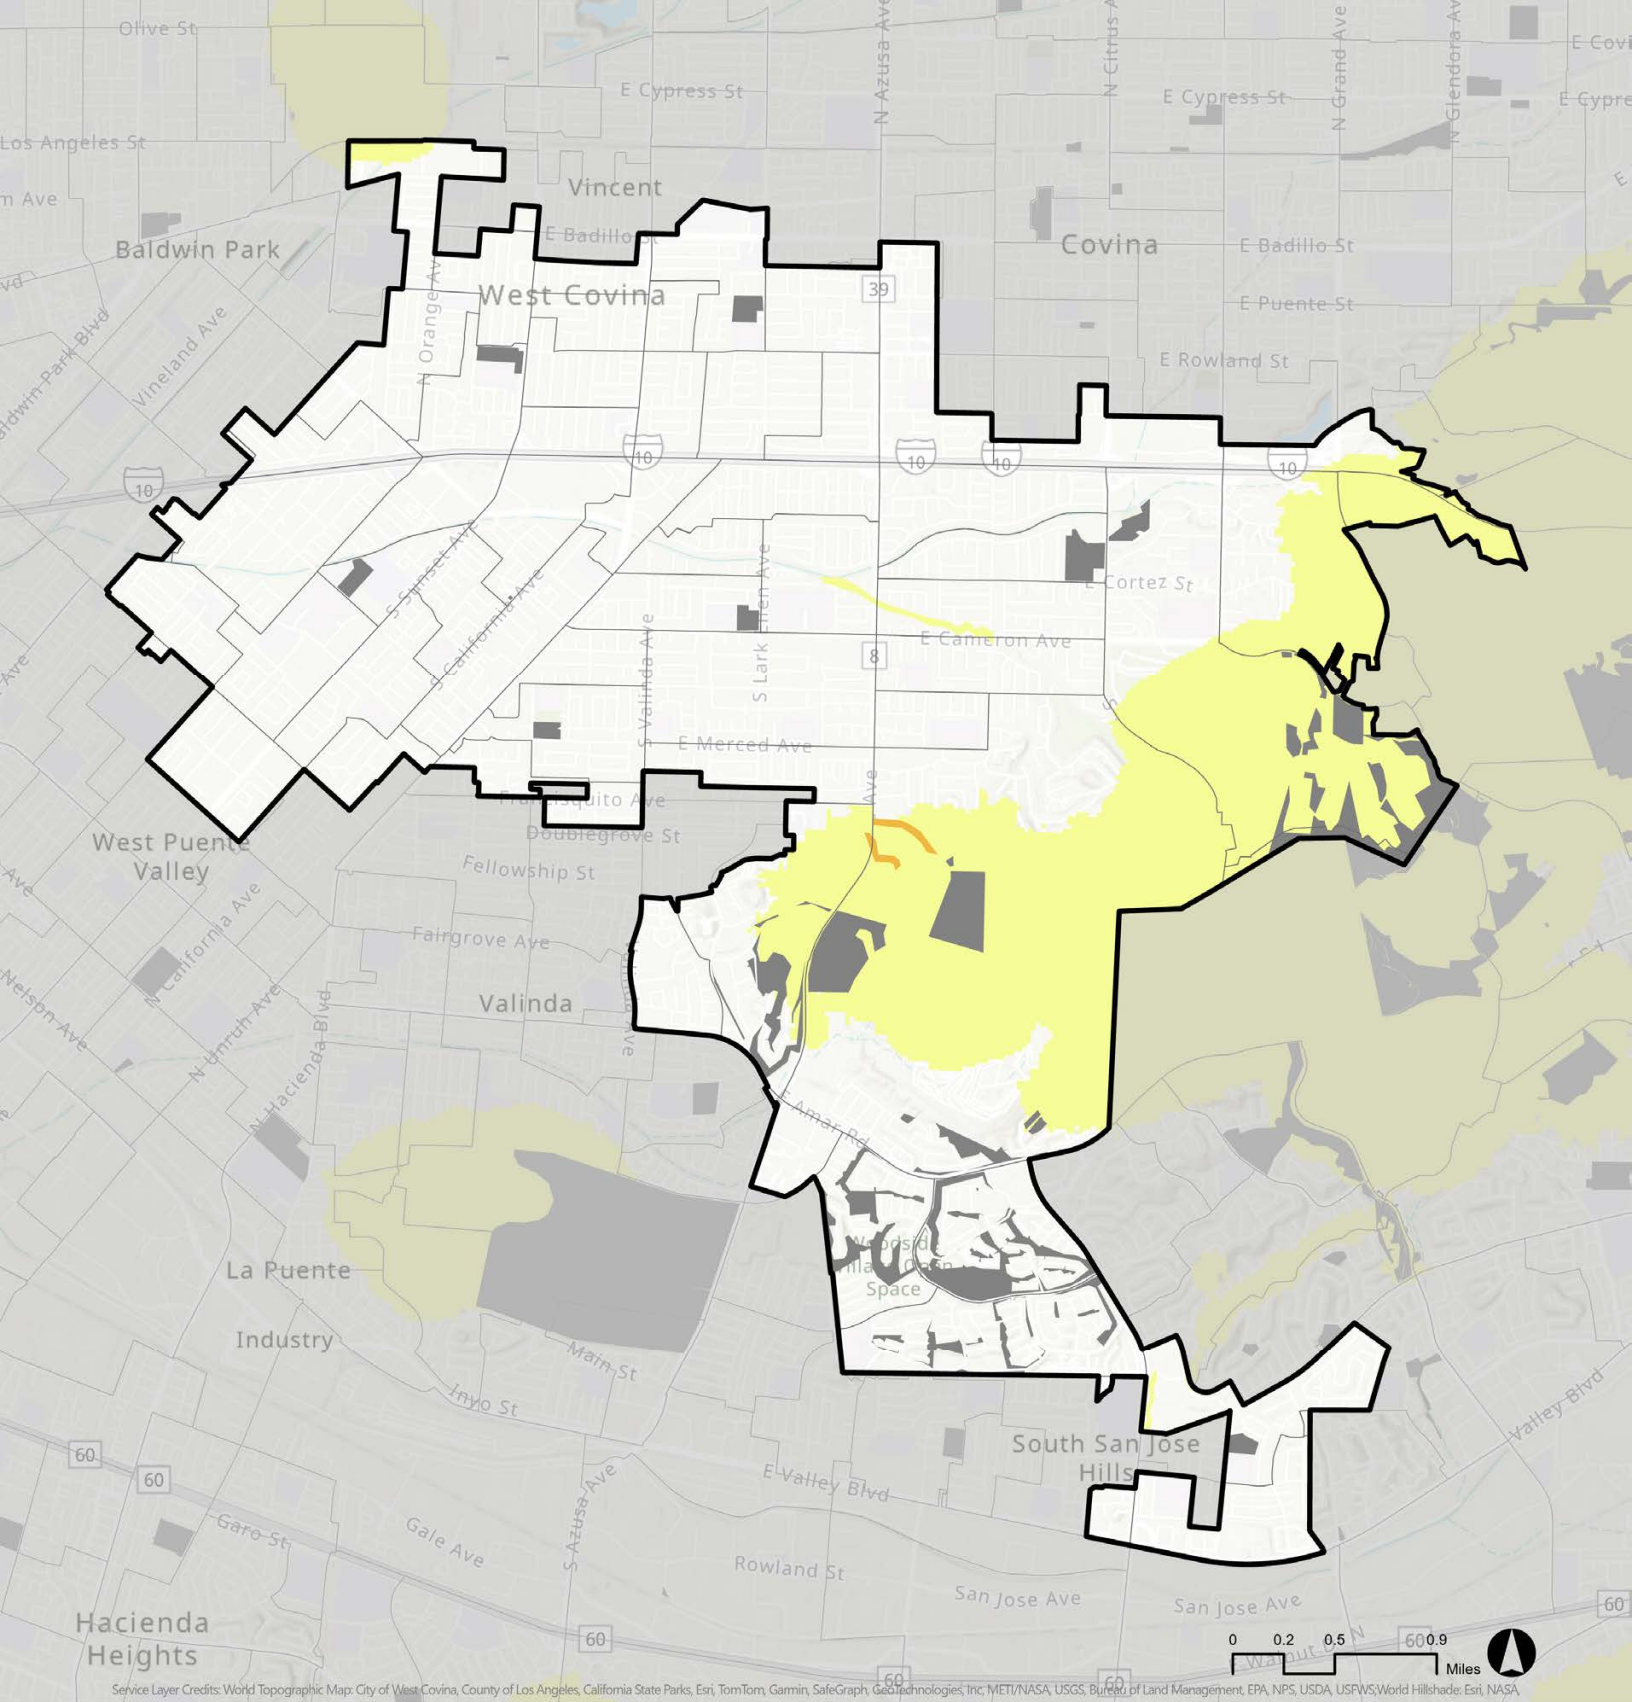 Olive St
N Azusa Ave
N Citrus A
N Grand Ave
N Glendora Av
E Covi
E Cypress St
E Cypress St
E Cypre
Los Angeles St
m Ave
Vincent
Baldwin Park
E Badillo St
Covina
E Badillo St
West Covina
39
E Puente St
vd
N Orange Ave
Vineland Ave
aldwin Park Blvd
E Rowland St
10
10
10
10
10
S Sunset Ave
S California Ave
S Lark Ellen Ave
E Cortez St
E Cameron Ave
8
S Valinda Ave
S
E Merced Ave
Ave
Francisquito Ave
Doublegrove St
West Puente
Valley
Fellowship St
Ave
N California Ave
Fairgrove Ave
Valinda
Nelson Ave
N Unruh Ave
N Hacienda Blvd
E Amar Rd
Woodsid
illage Open
Space
La Puente
Industry
Main St
Inyo St
South San Jose
Hills
Valley Blvd
60
60
E Valley Blvd
S Azusa Ave
Garo St
Gale Ave
Rowland St
San Jose Ave
San Jose Ave
60
Hacienda
Heights
60
60
60
60
0 0.2 0.5 0.9
Miles
Service Layer Credits: World Topographic Map: City of West Covina, County of Los Angeles, California State Parks, Esri, TomTom, Garmin, SafeGraph, GeoTechnologies, Inc, METI/NASA, USGS, Bureau of Land Management, EPA, NPS, USDA, USFWS;World Hillshade: Esri, NASA,